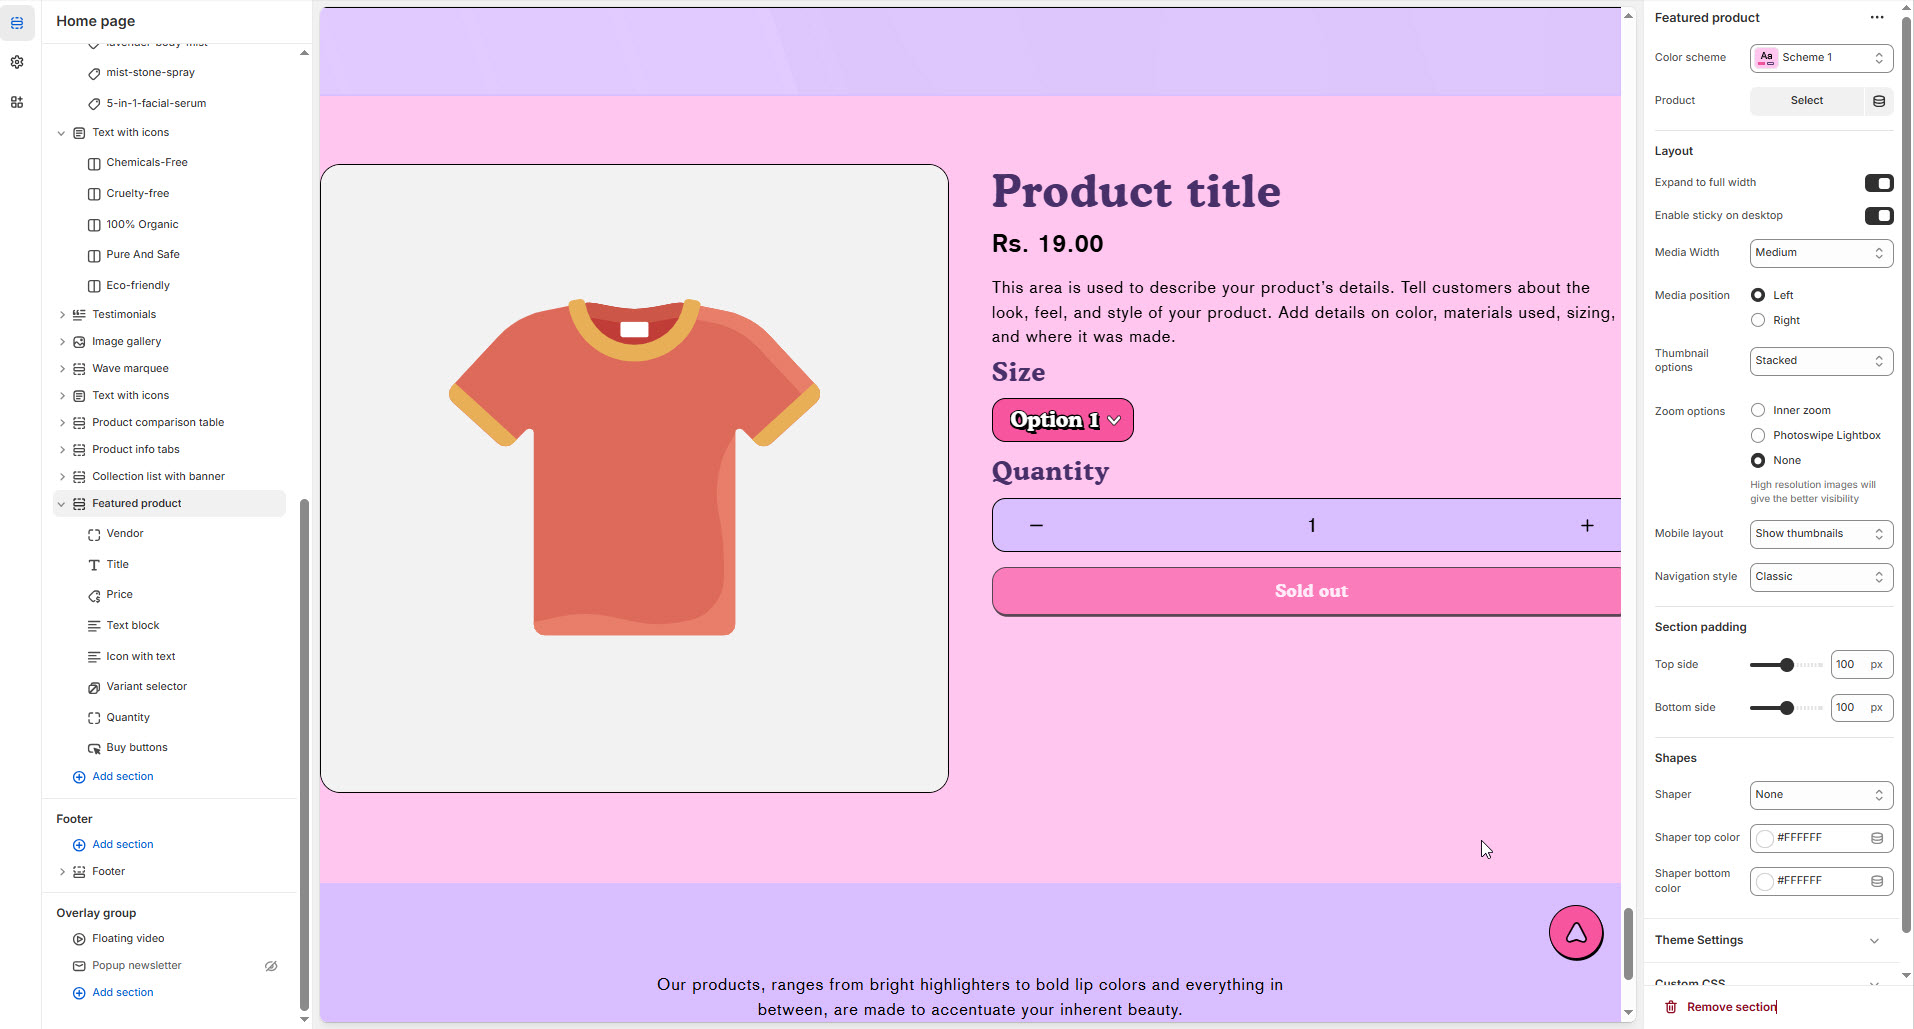 Home page
lavender-body-mist
mist-stone-spray
5-in-1-facial-serum
Text with icons
Chemicals-Free
Cruelty-free
100% Organic
Pure And Safe
Eco-friendly
Testimonials
Image gallery
Wave marquee
Text with icons
Product comparison table
Product info tabs
Collection list with banner
Featured product
Vendor
Title
Price
Text block
Icon with text
Variant selector
Quantity
Buy buttons
Add section
Footer
Add section
Footer
Overlay group
Floating video
Popup newsletter
Add section
Product title
Rs. 19.00
This area is used to describe your product's details. Tell customers about the
look, feel, and style of your product. Add details on color, materials used, sizing,
and where it was made.
Size
Option 1
Quantity
1
Sold out
Our products, ranges from bright highlighters to bold lip colors and everything in
between, are made to accentuate your inherent beauty.
Featured product
Color scheme
Aa
Scheme 1
Product
Select
Layout
Expand to full width
Enable sticky on desktop
Media Width
Medium
Media position
Left
Right
Thumbnail
options
Stacked
Zoom options
Inner zoom
Photoswipe Lightbox
None
High resolution images will
give the better visibility
Mobile layout
Show thumbnails
Navigation style
Classic
Section padding
Top side
100 px
Bottom side
100 px
Shapes
Shaper
None
Shaper top color
#FFFFFF
Shaper bottom
color
#FFFFFF
Theme Settings
Custom CSS
Remove section